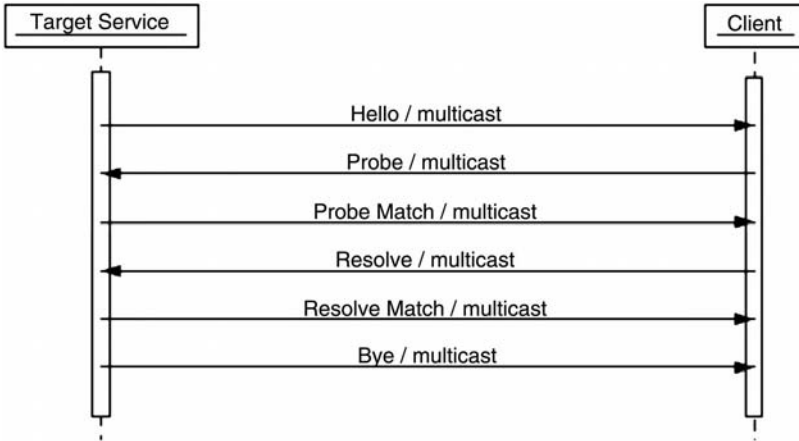 Target Service
Client
Hello / multicast
Probe / multicast
Probe Match / multicast
Resolve / multicast
Resolve Match / multicast
Bye / multicast